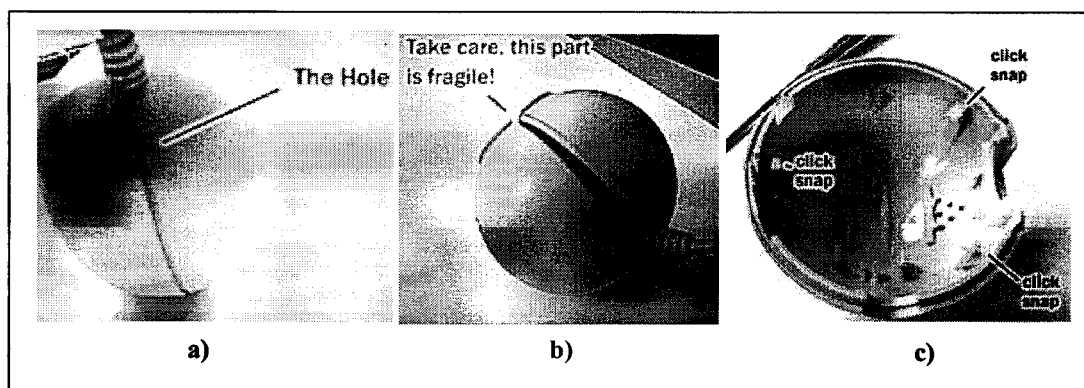 The Hole
a)
Take care, this part
is fragile!
b)
click
snap
click
snap
click
snap
c)